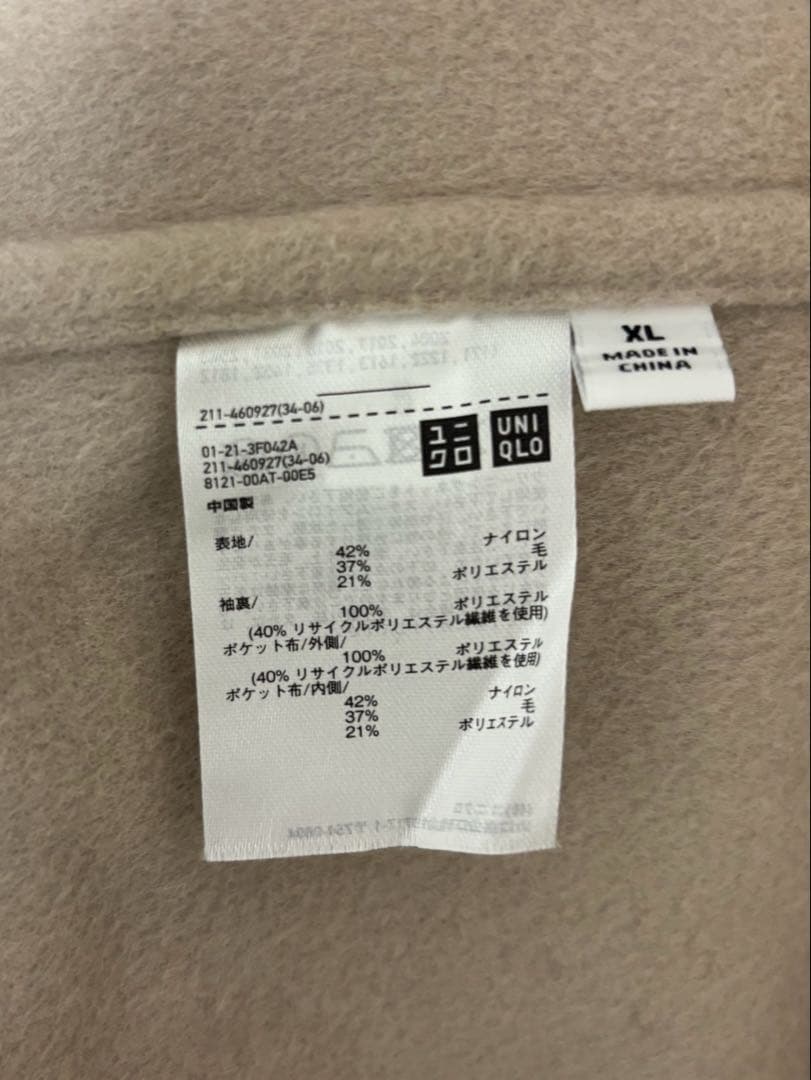 XL
MADE IN
CHINA
211-460927(34-06)
01-21-3F042A
211-460927(34-06)
8121-00AT-00E5
ユニ
クロ
UNI
QLO
中国製
表地/
42% ナイロン
37% 毛
21% ポリエステル
袖裏/
100% ポリエステル
(40% リサイクルポリエステル繊維を使用)
ポケット布/外側/
100% ポリエステル
(40% リサイクルポリエステル繊維を使用)
ポケット布/内側/
42% ナイロン
37% 毛
21% ポリエステル